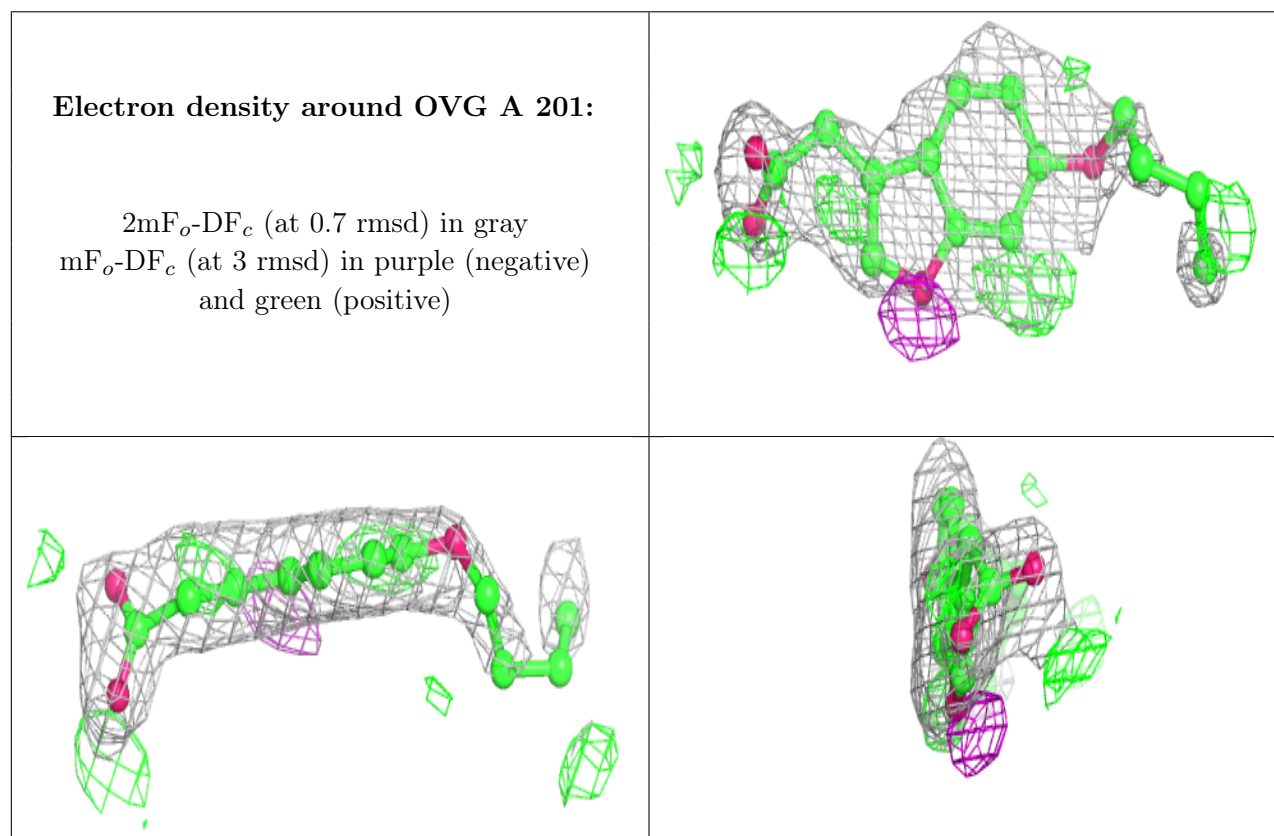 Electron density around OVG A 201:
2mFo-DFc (at 0.7 rmsd) in gray
mFo-DFc (at 3 rmsd) in purple (negative)
and green (positive)